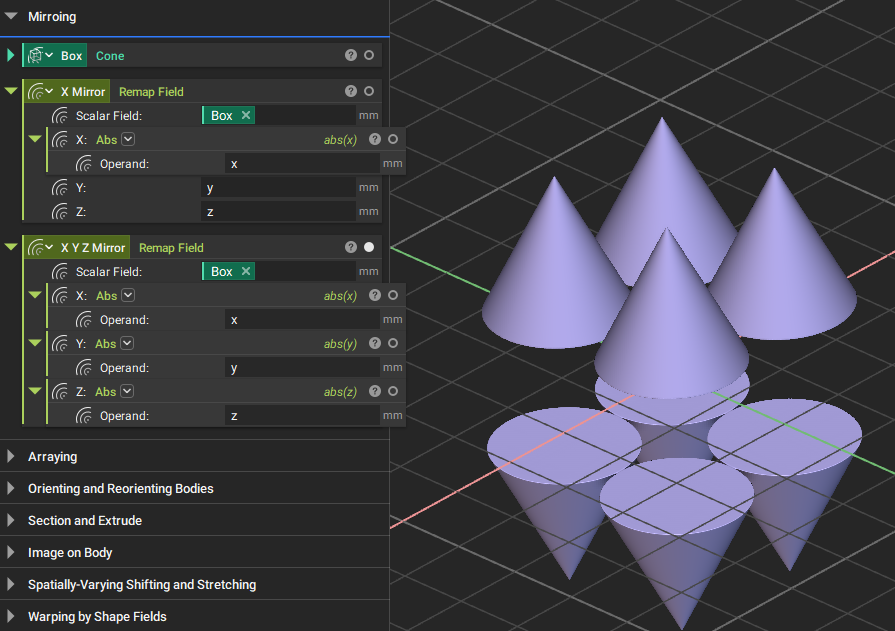 Mirroing
Box Cone ?
X Mirror Remap Field ?
Scalar Field: Box × mm
X: Abs abs(x) ?
Operand: x mm
Y: y mm
Z: z mm
X Y Z Mirror Remap Field ?
Scalar Field: Box × mm
X: Abs abs(x) ?
Operand: x mm
Y: Abs abs(y) ?
Operand: y mm
Z: Abs abs(z) ?
Operand: z mm
Arraying
Orienting and Reorienting Bodies
Section and Extrude
Image on Body
Spatially-Varying Shifting and Stretching
Warping by Shape Fields